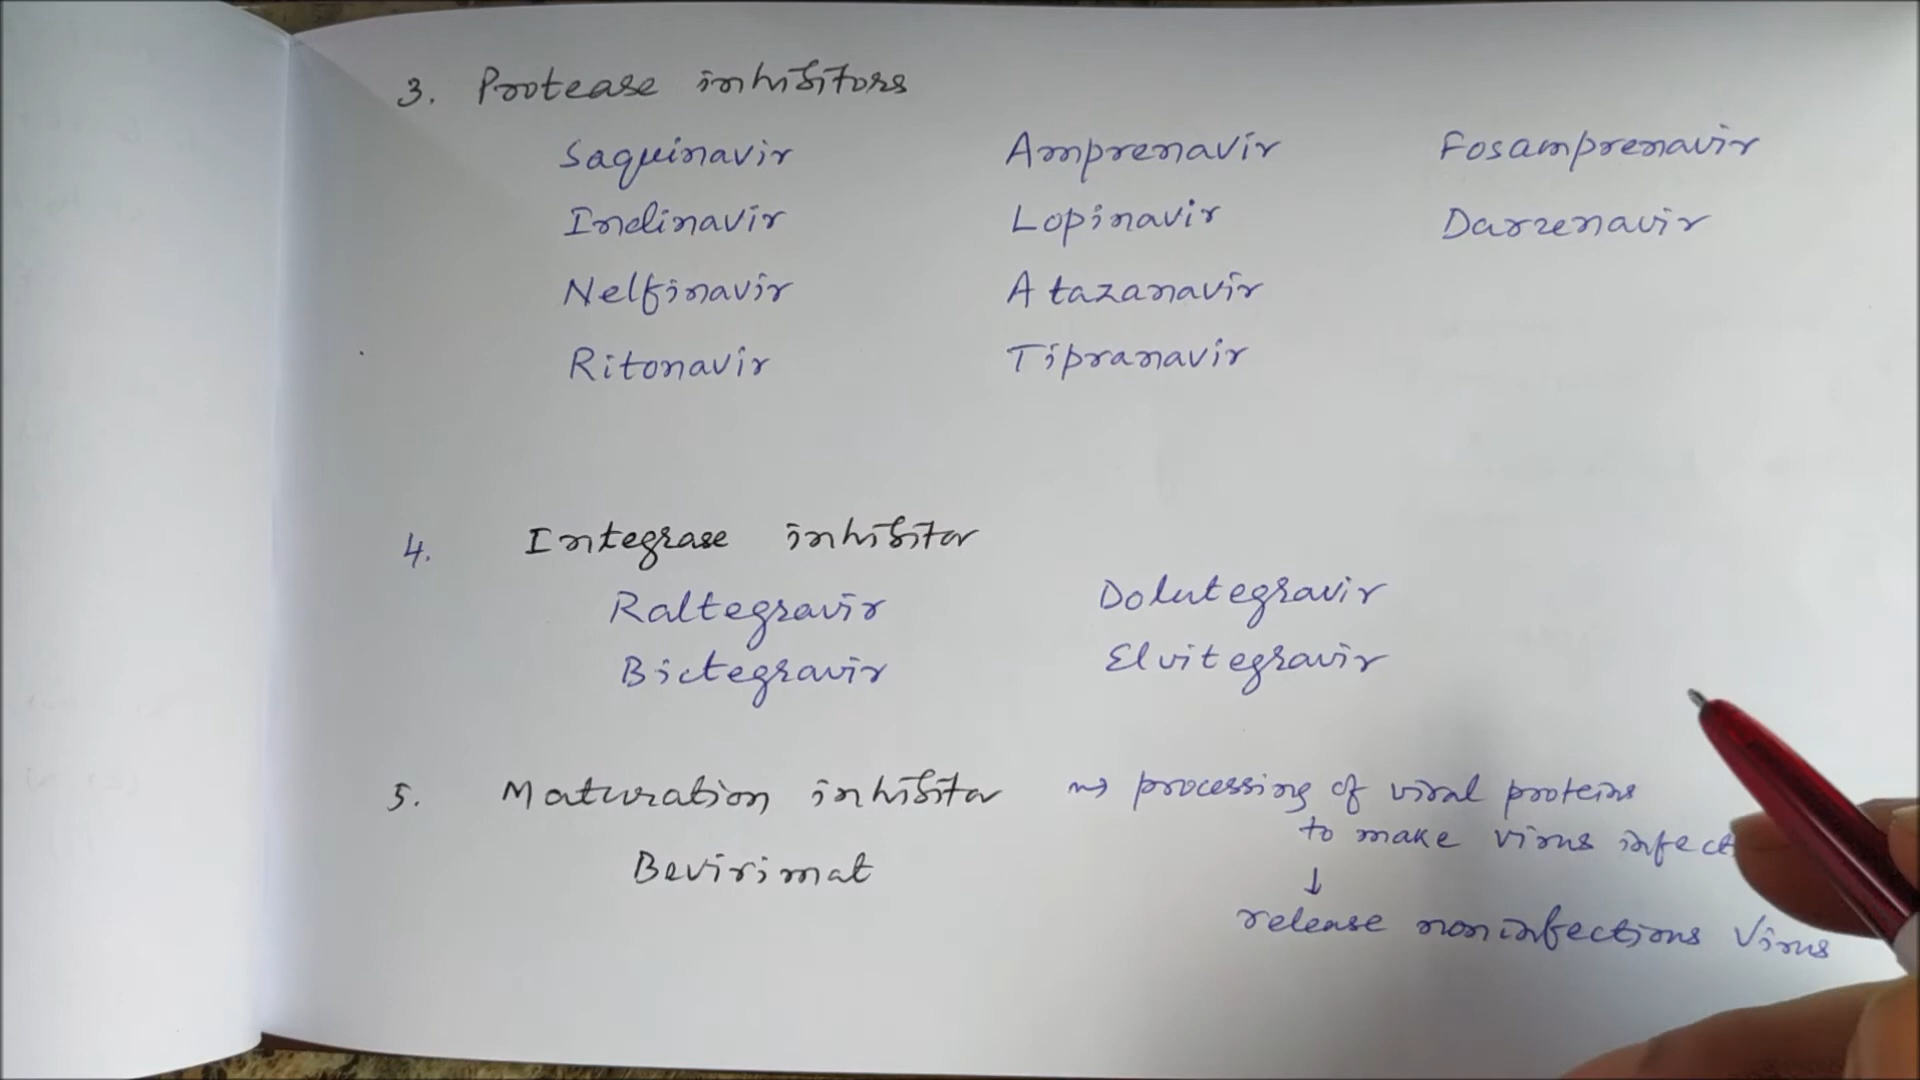 3. Protease inhibitors
Saquinavir Amprenavir Fosamprenavir
Indinavir Lopinavir Darunavir
Nelfinavir Atazanavir
Ritonavir Tipranavir
4. Integrase inhibitor
Raltegravir Dolutegravir
Bictegravir Elvitegravir
5. Maturation inhibitor → processing of viral proteins
to make virus infect
Bevirimat
↓
release noninfectious virus